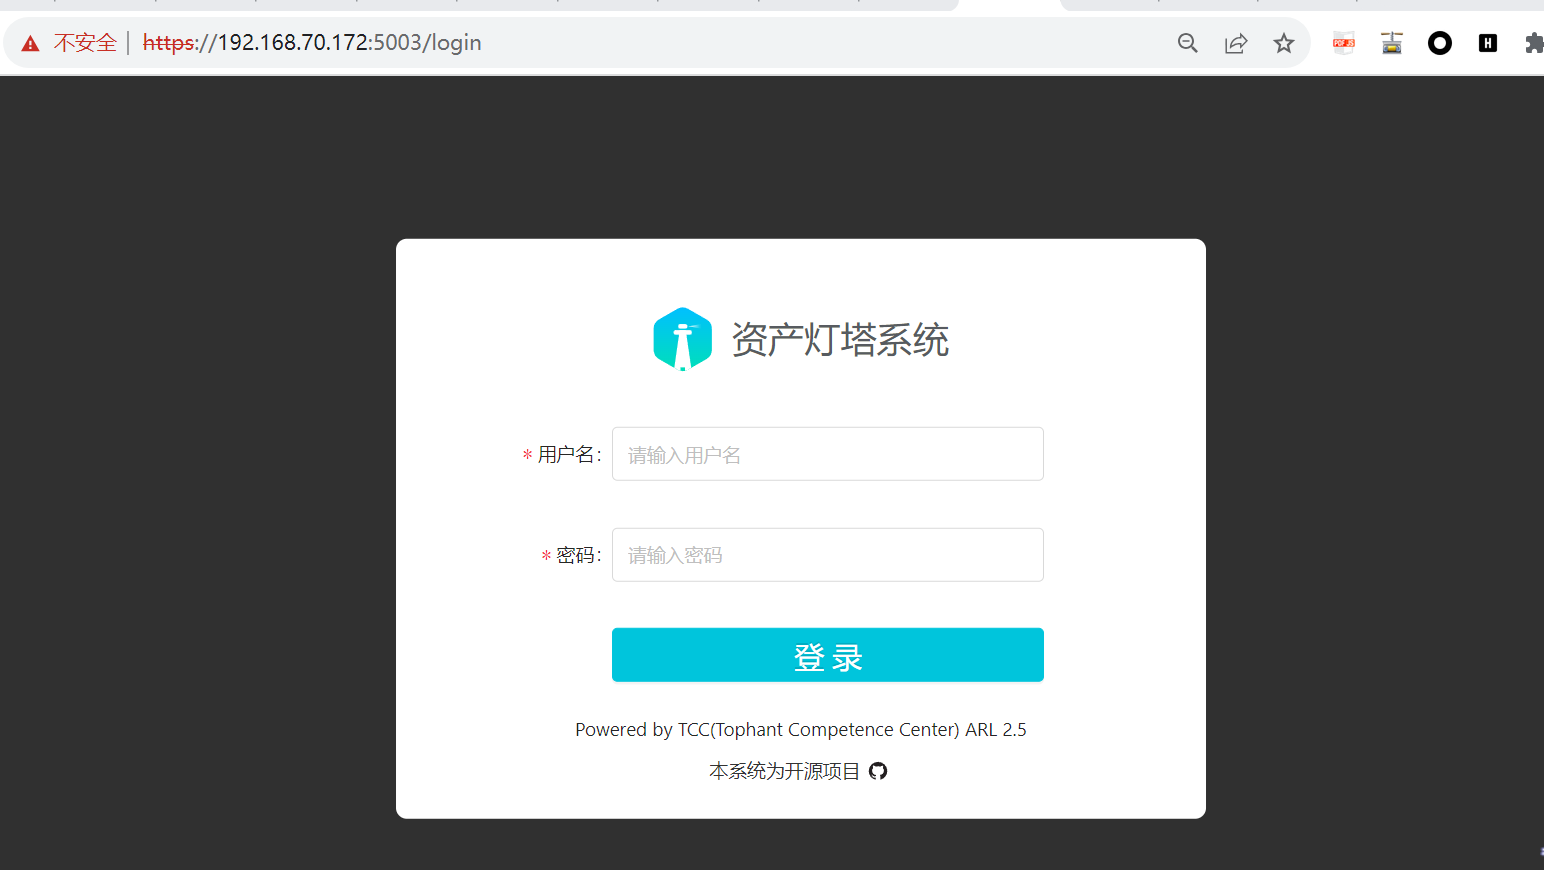 不安全 | https://192.168.70.172:5003/login
PDF JS
H
资产灯塔系统
* 用户名:
请输入用户名
* 密码:
请输入密码
登 录
Powered by TCC(Tophant Competence Center) ARL 2.5
本系统为开源项目